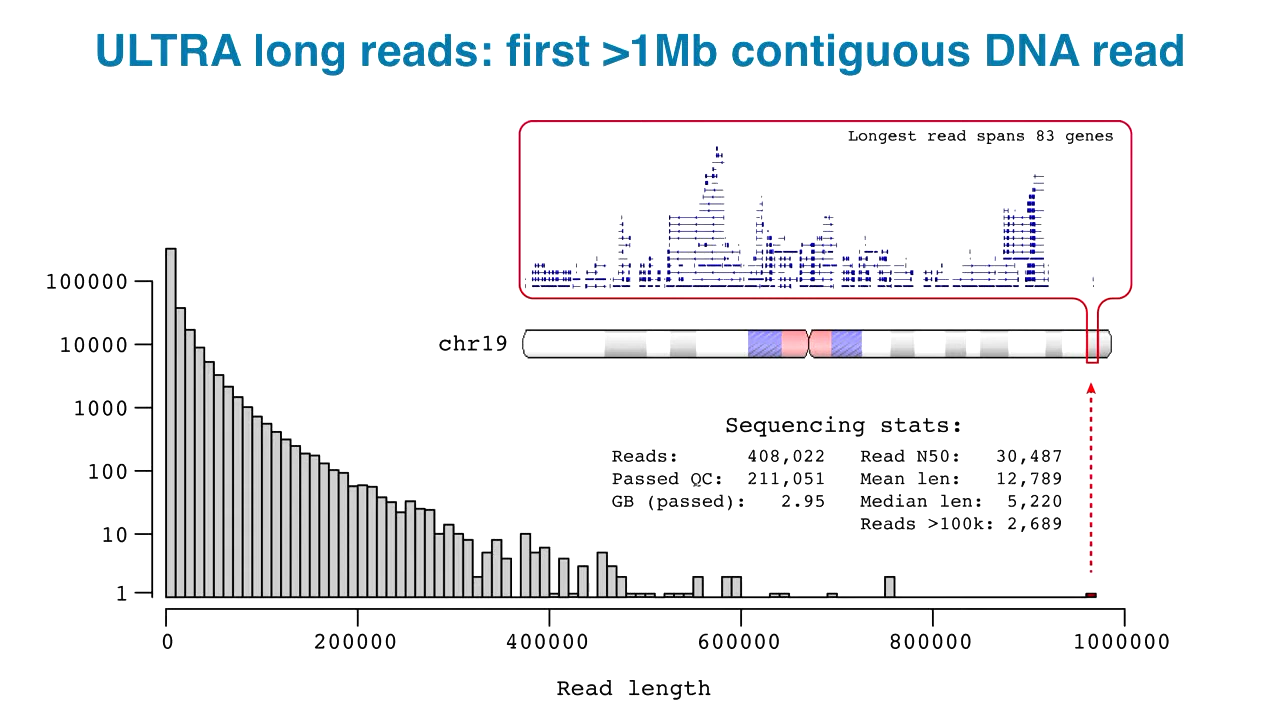 ULTRA long reads: first >1Mb contiguous DNA read
Longest read spans 83 genes
chr19
Sequencing stats:
Reads: 408,022 Read N50: 30,487
Passed QC: 211,051 Mean len: 12,789
GB (passed): 2.95 Median len: 5,220
Reads >100k: 2,689
100000
10000
1000
100
10
1
0 200000 400000 600000 800000 1000000
Read length